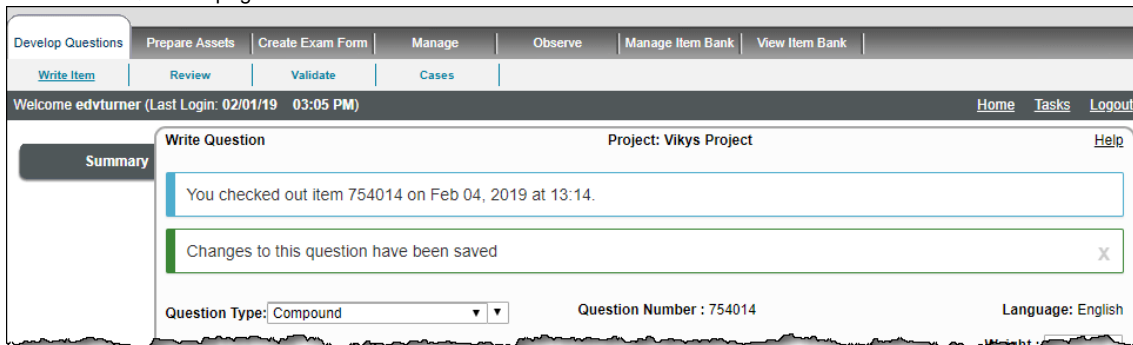 Develop Questions Prepare Assets Create Exam Form Manage Observe Manage Item Bank View Item Bank
Write Item Review Validate Cases
Welcome edvturner (Last Login: 02/01/19 03:05 PM) Home Tasks Logout
Summary
Write Question Project: Vikys Project Help
You checked out item 754014 on Feb 04, 2019 at 13:14.
Changes to this question have been saved X
Question Type: Compound Question Number : 754014 Language: English